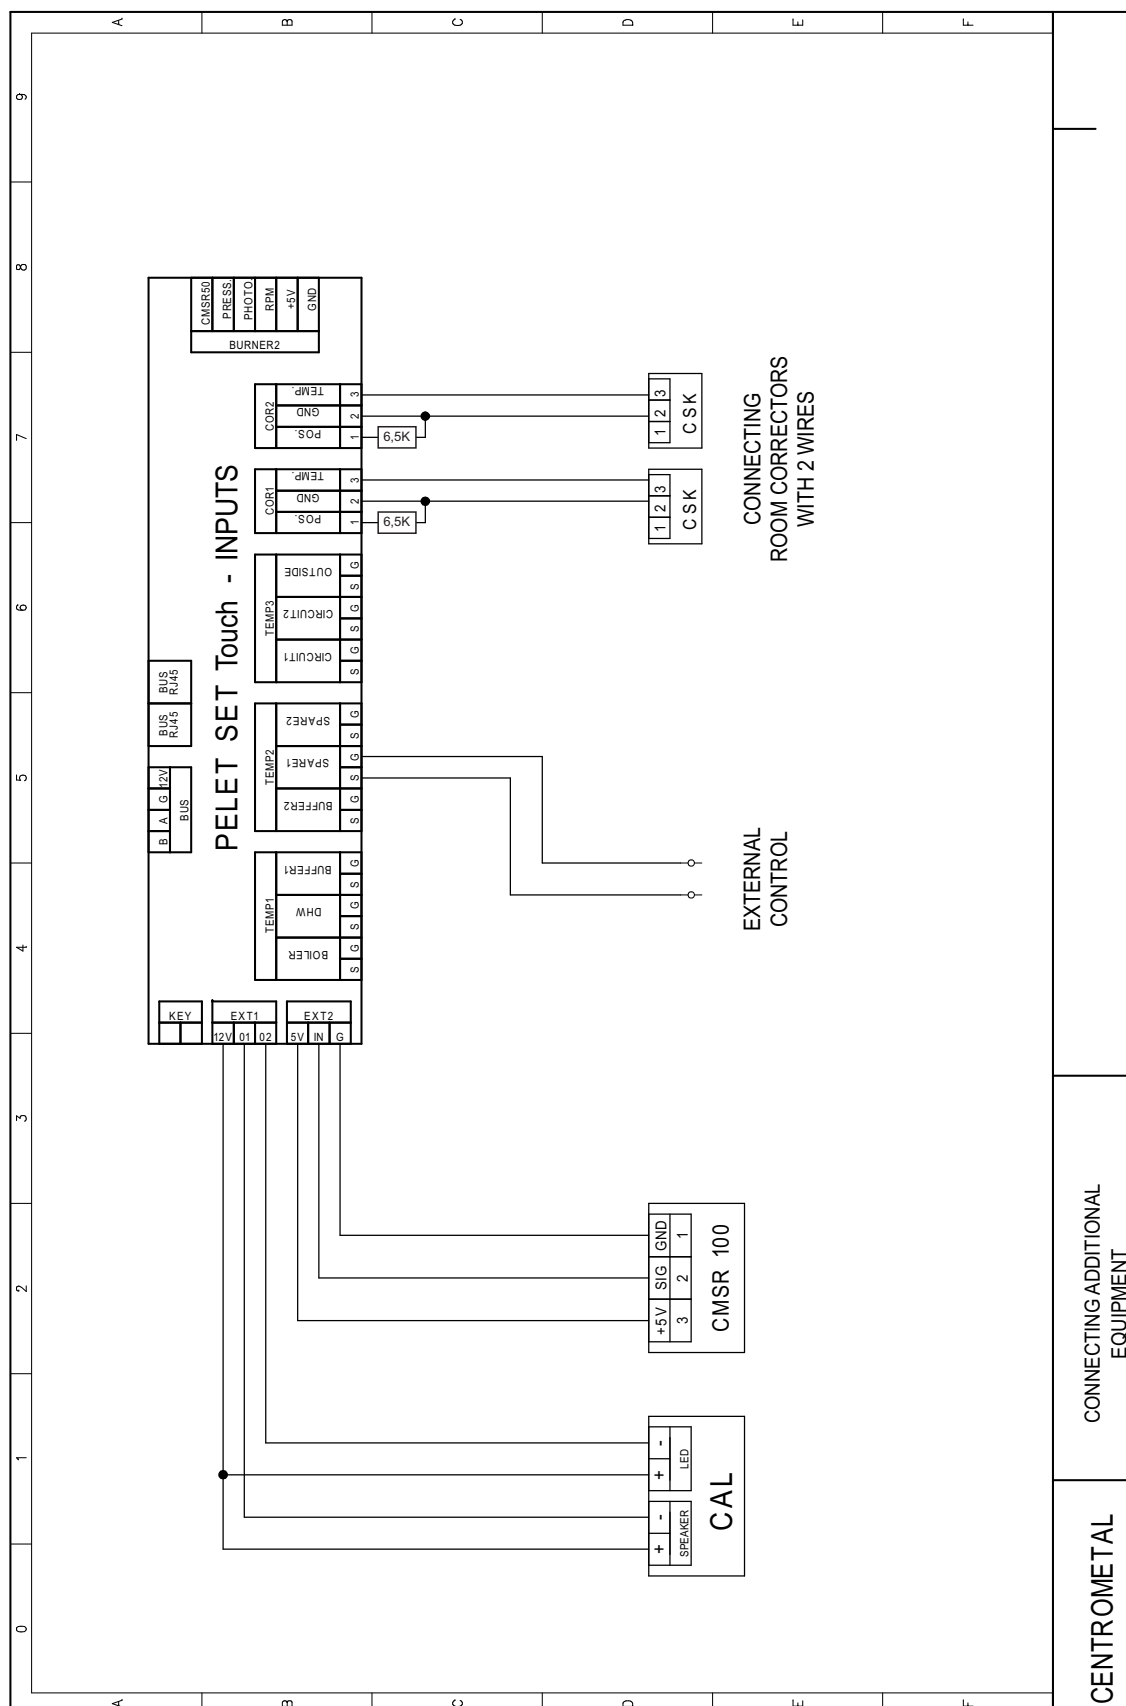 A B C D E F
9
8
7
6
5
4
3
2
1
0
A B C D E F
PELET SET Touch - INPUTS
KEY
EXT1
12V 01 02
EXT2
5V IN G
B A G 12V
BUS
BUS
RJ45
BUS
RJ45
TEMP1
BOILER
S G
DHW
S G
BUFFER1
S G
TEMP2
BUFFER2
S G
SPARE1
S G
SPARE2
S G
TEMP3
CIRCUIT1
S G
CIRCUIT2
S G
OUTSIDE
S G
COR1
POS. GND TEMP.
1 2 3
COR2
POS. GND TEMP.
1 2 3
BURNER2
CMSR50
PRESS.
PHOTO
RPM
+5V
GND
6,5K
6,5K
1 2 3
CSK
1 2 3
CSK
CONNECTING
ROOM CORRECTORS
WITH 2 WIRES
EXTERNAL
CONTROL
+5V SIG GND
3 2 1
CMSR 100
+ - + -
SPEAKER LED
CAL
CENTROMETAL
CONNECTING ADDITIONAL
EQUIPMENT